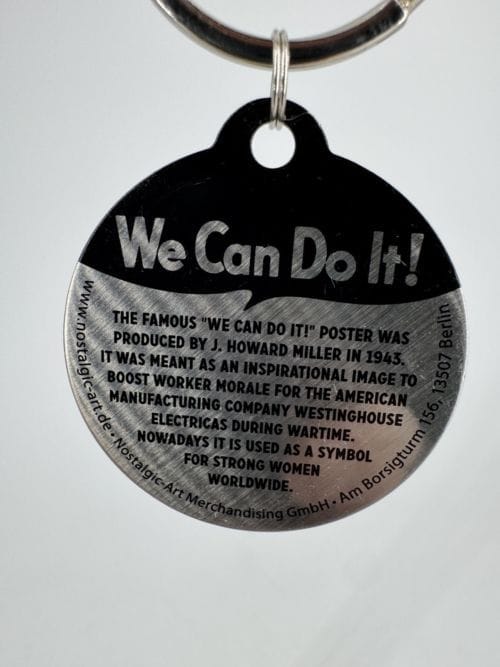 We Can Do It!
THE FAMOUS "WE CAN DO IT!" POSTER WAS
PRODUCED BY J. HOWARD MILLER IN 1943.
IT WAS MEANT AS AN INSPIRATIONAL IMAGE TO
BOOST WORKER MORALE FOR THE AMERICAN
MANUFACTURING COMPANY WESTINGHOUSE
ELECTRICAS DURING WARTIME.
NOWADAYS IT IS USED AS A SYMBOL
FOR STRONG WOMEN
WORLDWIDE.
www.nostalgic-art.de • Nostalgic-Art Merchandising GmbH • Am Borsigturm 156, 13507 Berlin